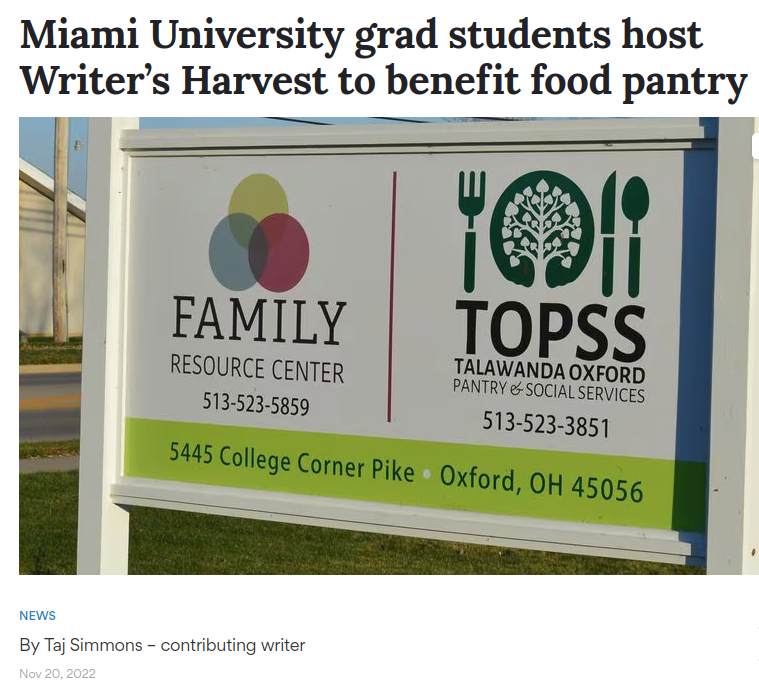 Miami University grad students host
Writer's Harvest to benefit food pantry
FAMILY
RESOURCE CENTER
513-523-5859
TOPSS
TALAWANDA OXFORD
PANTRY & SOCIAL SERVICES
513-523-3851
5445 College Corner Pike • Oxford, OH 45056
NEWS
By Taj Simmons – contributing writer
Nov 20, 2022